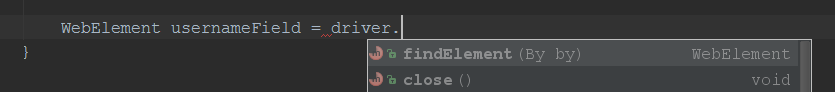 WebElement usernameField = driver.
}
findElement(By by) WebElement
close() void